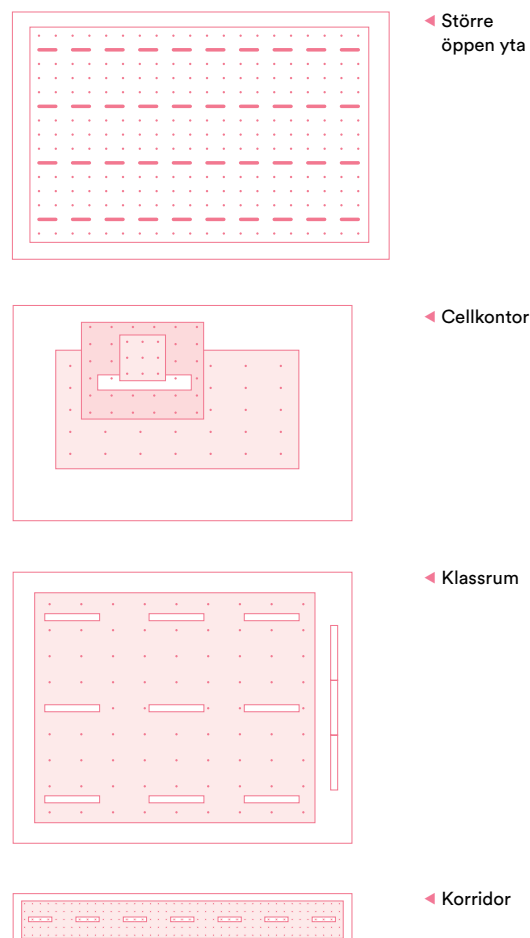 Större
öppen yta
Cellkontor
Klassrum
Korridor